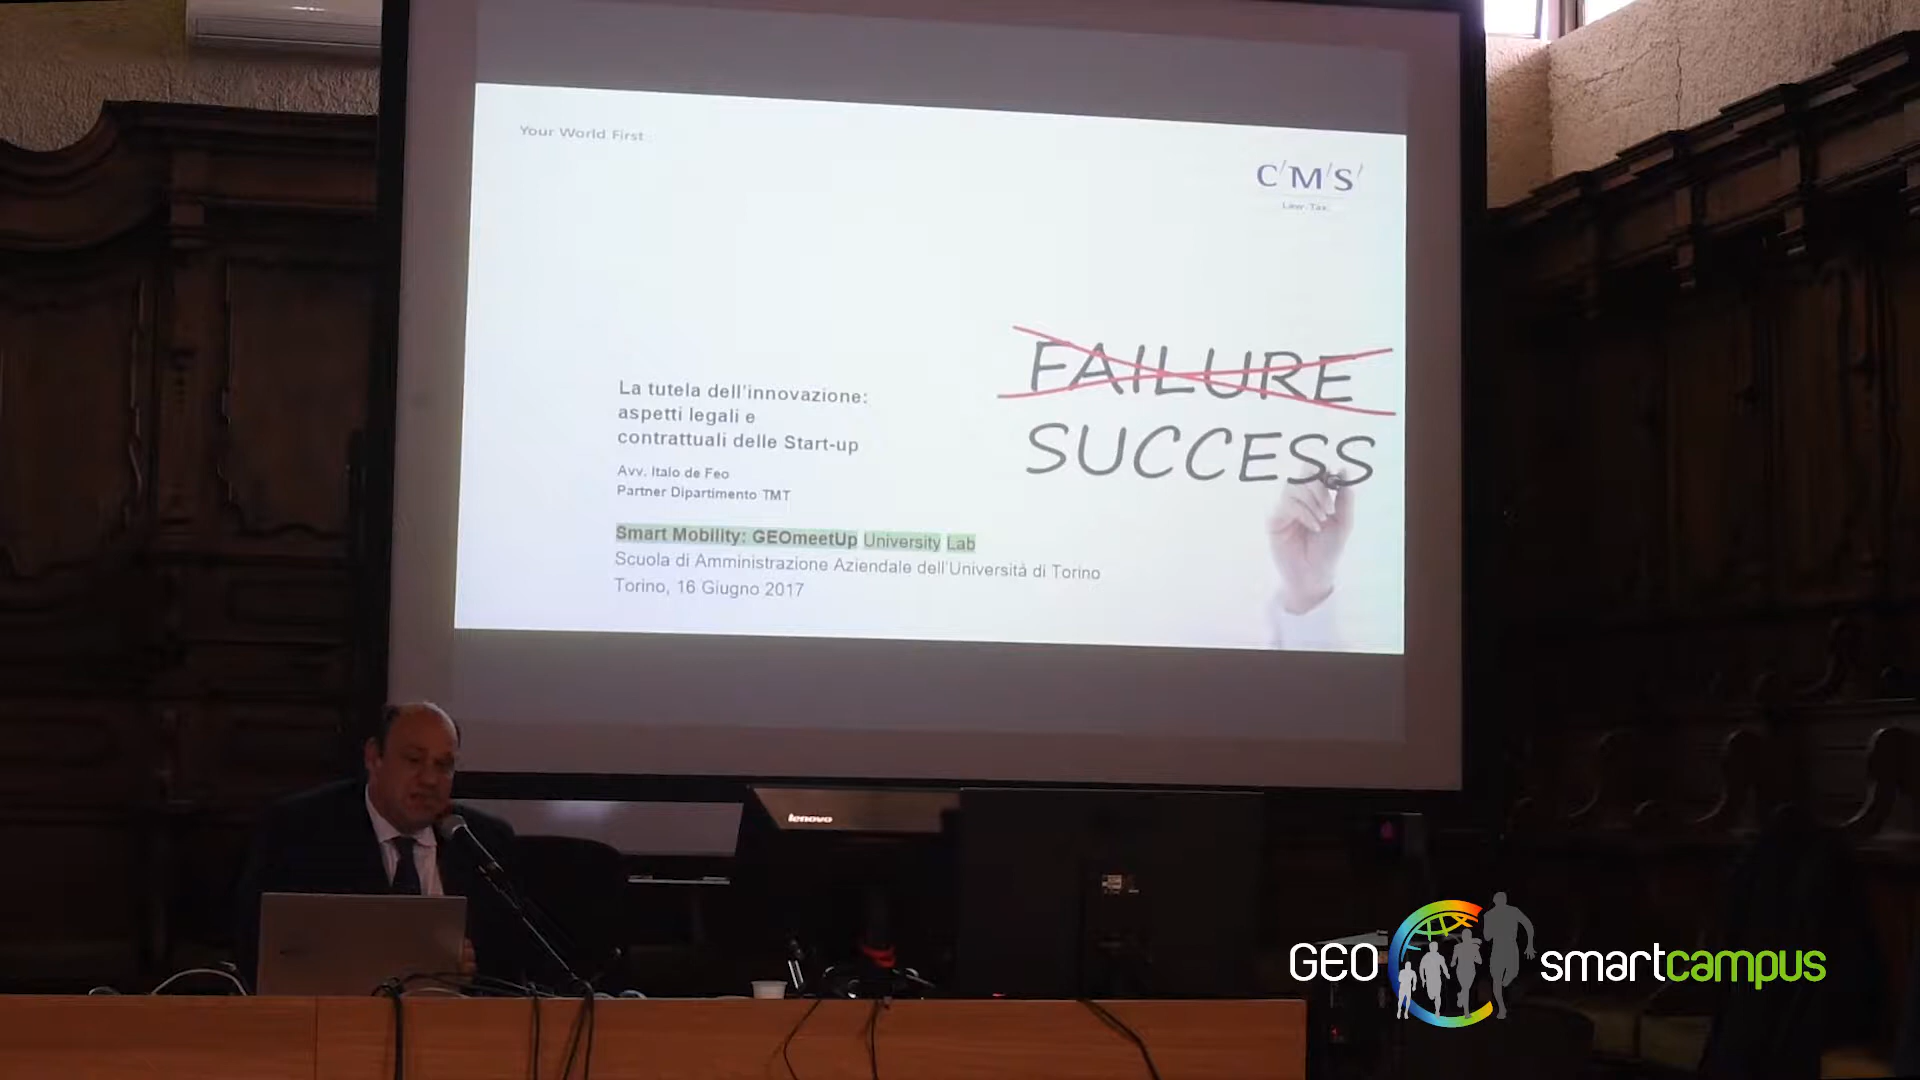 Your World First
C/M/S/
Law. Tax
FAILURE
SUCCESS
La tutela dell'innovazione:
aspetti legali e
contrattuali delle Start-up
Avv. Italo de Feo
Partner Dipartimento TMT
Smart Mobility: GEOmeetUp University Lab
Scuola di Amministrazione Aziendale dell'Università di Torino
Torino, 16 Giugno 2017
lenovo
GEO smartcampus